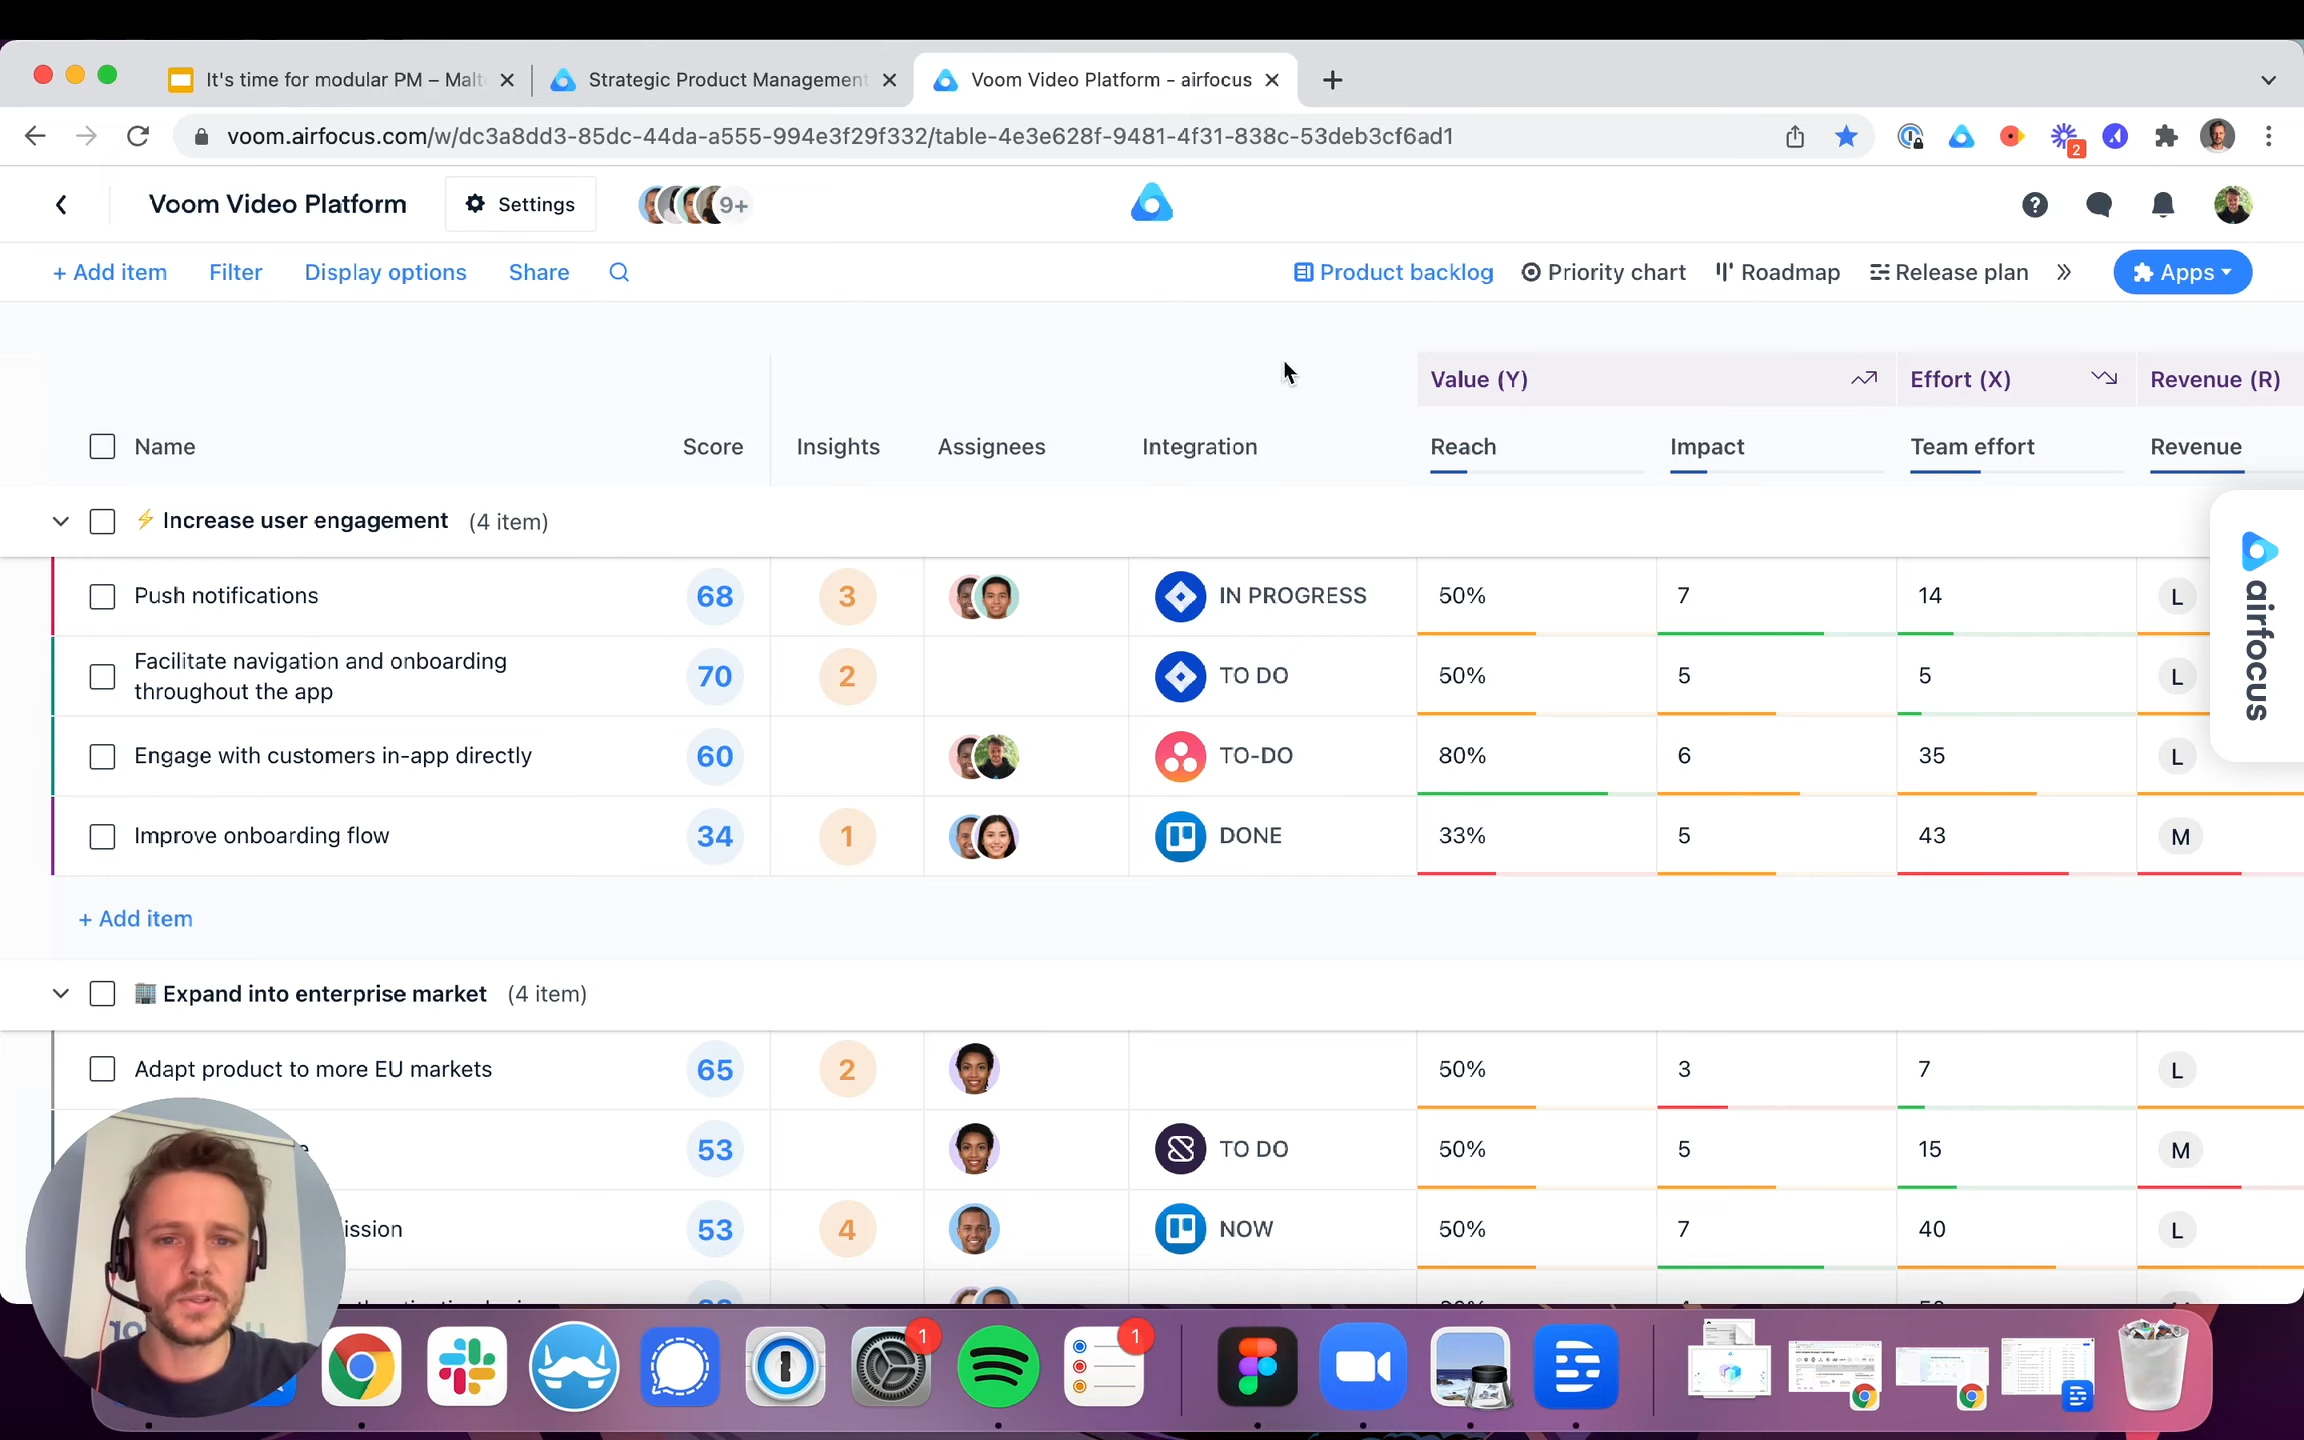 It's time for modular PM – Malt
Strategic Product Management
Voom Video Platform – airfocus
voom.airfocus.com/w/dc3a8dd3-85dc-44da-a555-994e3f29f332/table-4e3e628f-9481-4f31-838c-53deb3cf6ad1
2
Voom Video Platform
Settings
9+
+ Add item
Filter
Display options
Share
Product backlog
Priority chart
Roadmap
Release plan
Apps
Value (Y)
Effort (X)
Revenue (R)
Name
Score
Insights
Assignees
Integration
Reach
Impact
Team effort
Revenue
⚡ Increase user engagement (4 item)
Push notifications 68 3 IN PROGRESS 50% 7 14 L
Facilitate navigation and onboarding
throughout the app
70 2 TO DO 50% 5 5 L
Engage with customers in-app directly 60 TO-DO 80% 6 35 L
Improve onboarding flow 34 1 DONE 33% 5 43 M
+ Add item
🏢 Expand into enterprise market (4 item)
Adapt product to more EU markets 65 2 50% 3 7 L
53 TO DO 50% 5 15 M
ission 53 4 NOW 50% 7 40 L
airfocus
1
1